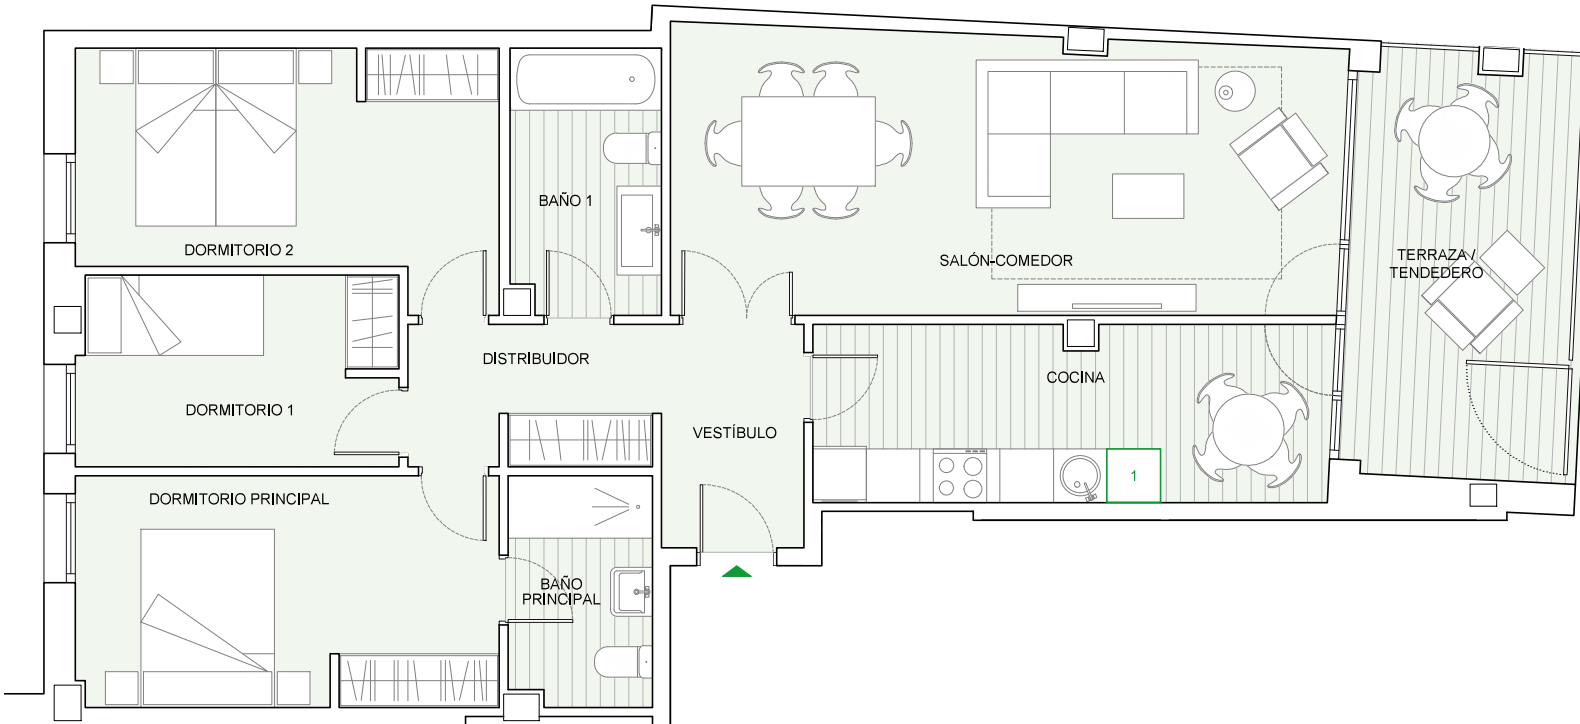 DORMITORIO 2
BAÑO 1
SALÓN-COMEDOR
TERRAZA /
TENDEDERO
DISTRIBUIDOR
COCINA
DORMITORIO 1
VESTÍBULO
1
DORMITORIO PRINCIPAL
BAÑO
PRINCIPAL